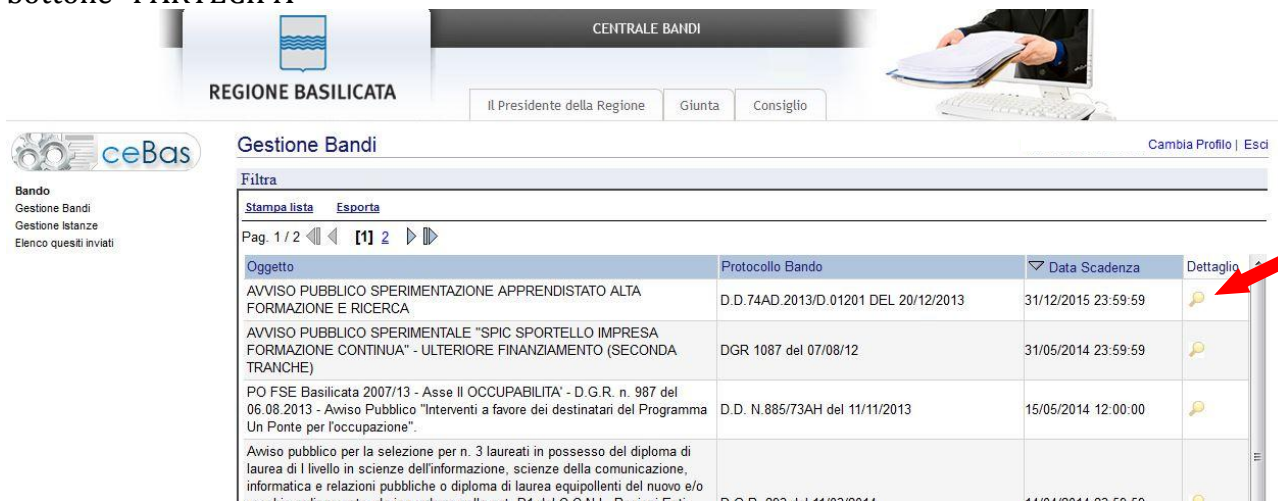 bottone "PARTECIPA"
CENTRALE BANDI
REGIONE BASILICATA
Il Presidente della Regione Giunta Consiglio
ceBas
Bando
Gestione Bandi
Gestione Istanze
Elenco quesiti inviati
Gestione Bandi
Cambia Profilo | Esci
Filtra
Stampa lista Esporta
Pag. 1 / 2 [1] 2
Oggetto Protocollo Bando Data Scadenza Dettaglio
AVVISO PUBBLICO SPERIMENTAZIONE APPRENDISTATO ALTA
FORMAZIONE E RICERCA
D.D.74AD.2013/D.01201 DEL 20/12/2013 31/12/2015 23:59:59
AVVISO PUBBLICO SPERIMENTALE "SPIC SPORTELLO IMPRESA
FORMAZIONE CONTINUA" - ULTERIORE FINANZIAMENTO (SECONDA
TRANCHE)
DGR 1087 del 07/08/12 31/05/2014 23:59:59
PO FSE Basilicata 2007/13 - Asse II OCCUPABILITA' - D.G.R. n. 987 del
06.08.2013 - Avviso Pubblico "Interventi a favore dei destinatari del Programma
Un Ponte per l'occupazione".
D.D. N.885/73AH del 11/11/2013 15/05/2014 12:00:00
Avviso pubblico per la selezione per n. 3 laureati in possesso del diploma di
laurea di I livello in scienze dell'informazione, scienze della comunicazione,
informatica e relazioni pubbliche o diploma di laurea equipollenti del nuovo e/o